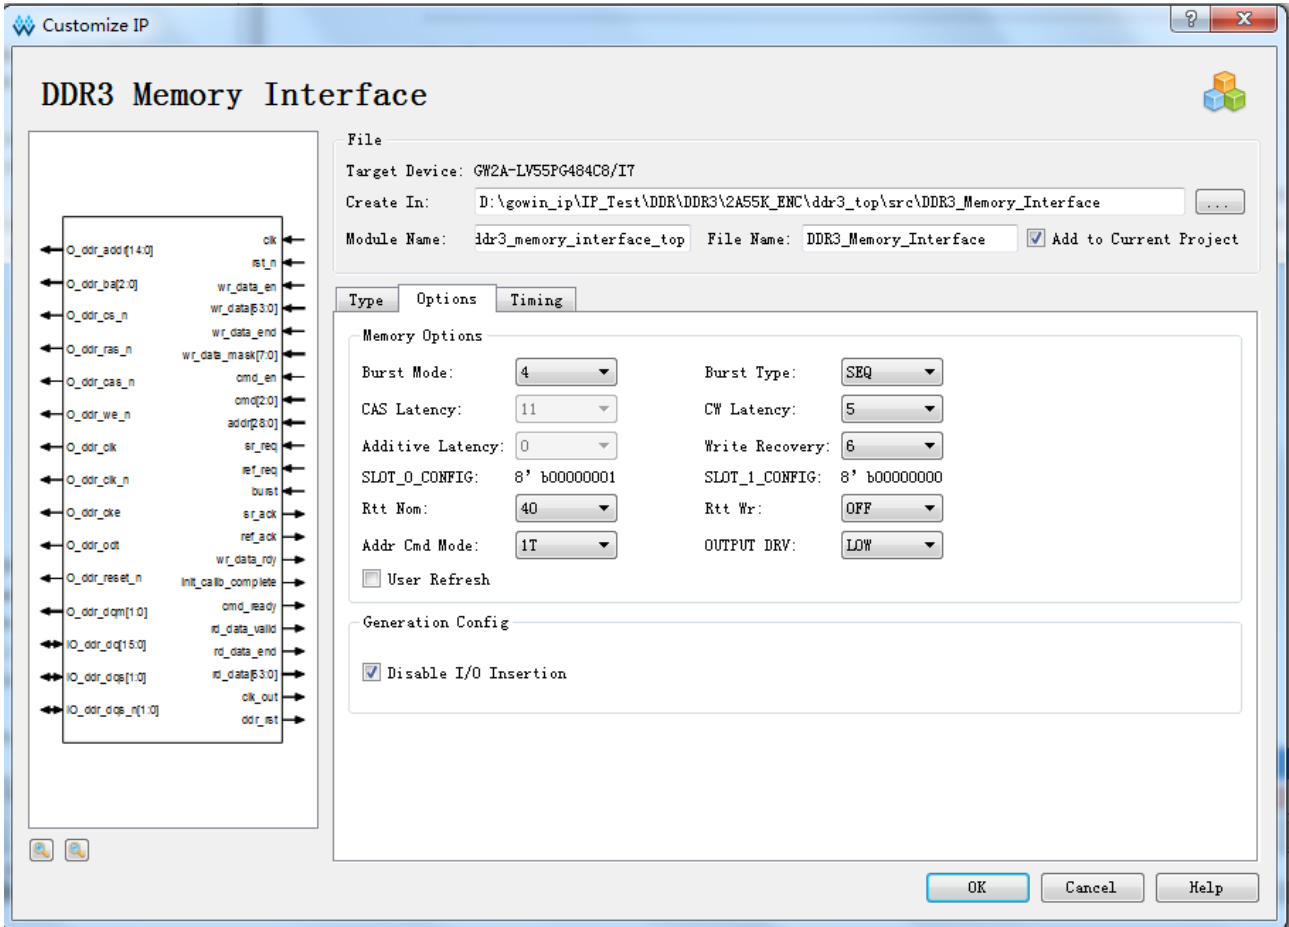 Customize IP
DDR3 Memory Interface
O_ddr_addr[14:0]
O_ddr_ba[2:0]
O_ddr_cs_n
O_ddr_ras_n
O_ddr_cas_n
O_ddr_we_n
O_ddr_clk
O_ddr_clk_n
O_ddr_cke
O_ddr_odt
O_ddr_reset_n
O_ddr_dqm[1:0]
IO_ddr_dq[15:0]
IO_ddr_dqs[1:0]
IO_ddr_dqs_n[1:0]
clk
rst_n
wr_data_en
wr_data[63:0]
wr_data_end
wr_data_mask[7:0]
cmd_en
cmd[2:0]
addr[28:0]
sr_req
ref_req
burst
sr_ack
ref_ack
wr_data_rdy
init_calib_complete
cmd_ready
rd_data_valid
rd_data_end
rd_data[63:0]
clk_out
ddr_rst
File
Target Device: GW2A-LV55PG484C8/I7
Create In: D:\gowin_ip\IP_Test\DDR\DDR3\2A55K_ENC\ddr3_top\src\DDR3_Memory_Interface ...
Module Name: ddr3_memory_interface_top File Name: DDR3_Memory_Interface Add to Current Project
Type Options Timing
Memory Options
Burst Mode: 4 Burst Type: SEQ
CAS Latency: 11 CW Latency: 5
Additive Latency: 0 Write Recovery: 6
SLOT_0_CONFIG: 8' b00000001 SLOT_1_CONFIG: 8' b00000000
Rtt Nom: 40 Rtt Wr: OFF
Addr Cmd Mode: 1T OUTPUT DRV: LOW
User Refresh
Generation Config
Disable I/O Insertion
OK Cancel Help